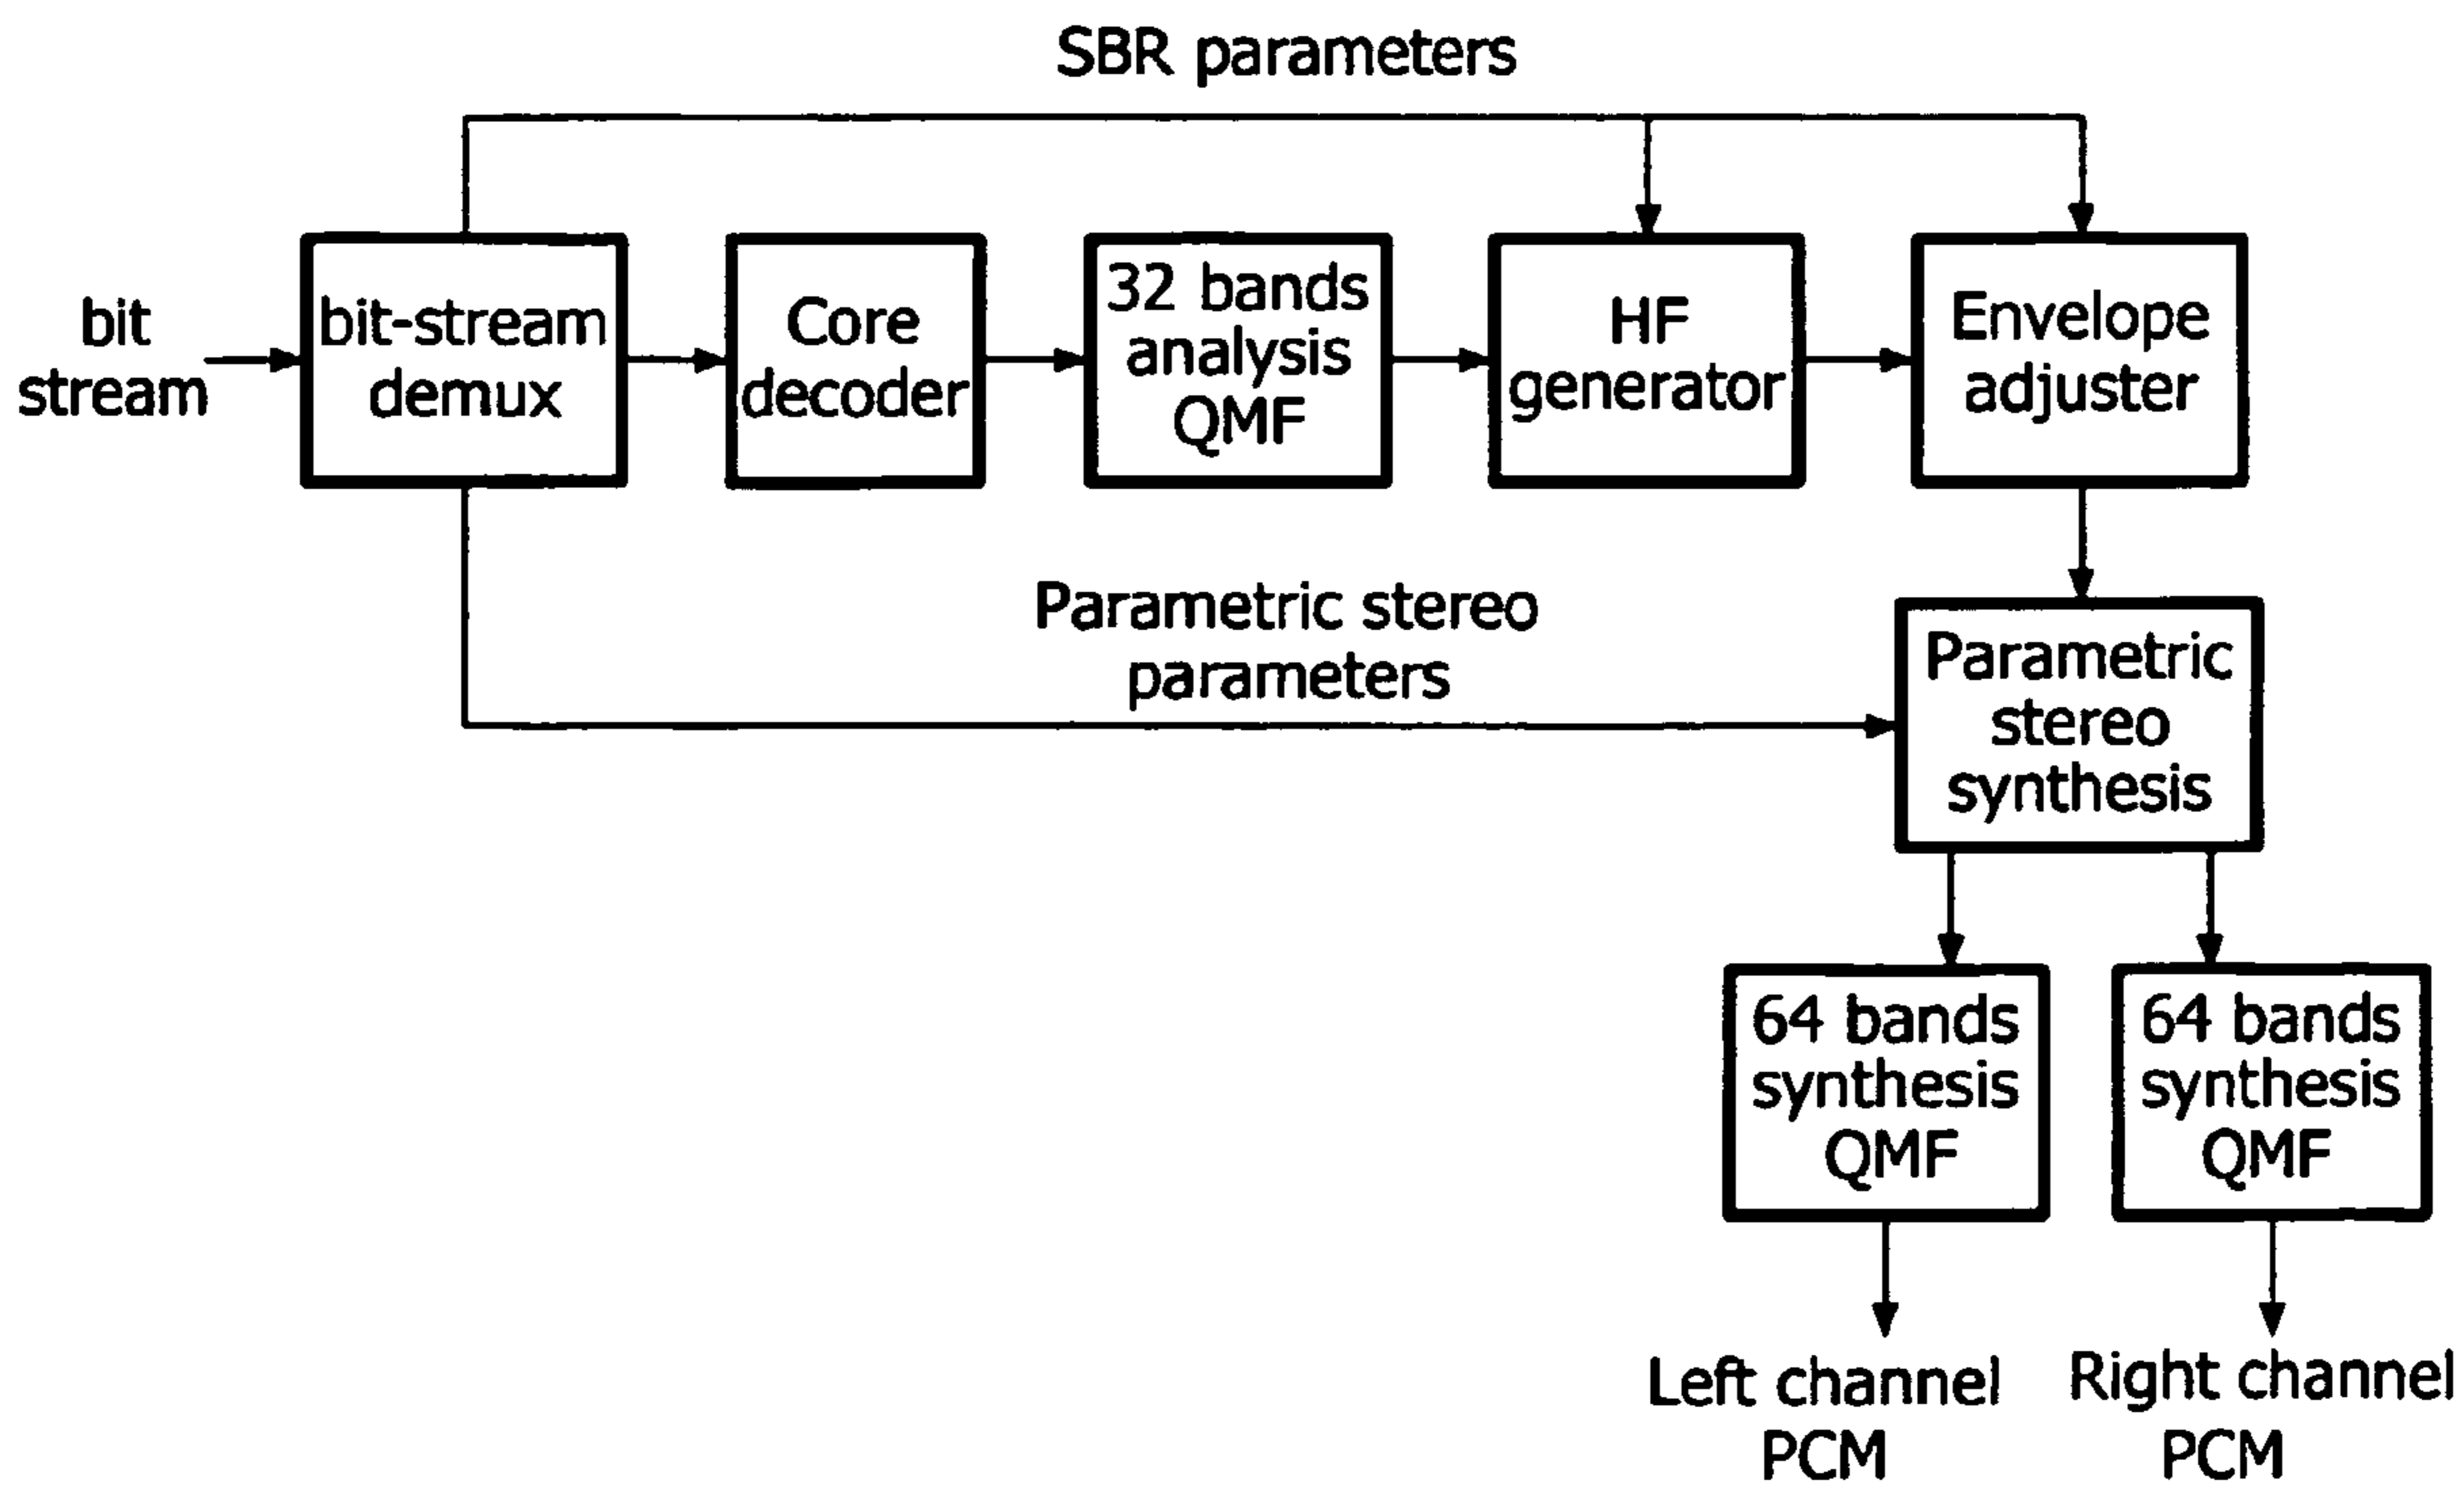 SBR parameters
bit
stream
bit-stream
demux
Core
decoder
32 bands
analysis
QMF
HF
generator
Envelope
adjuster
Parametric stereo
parameters
Parametric
stereo
synthesis
64 bands
synthesis
QMF
64 bands
synthesis
QMF
Left channel
PCM
Right channel
PCM